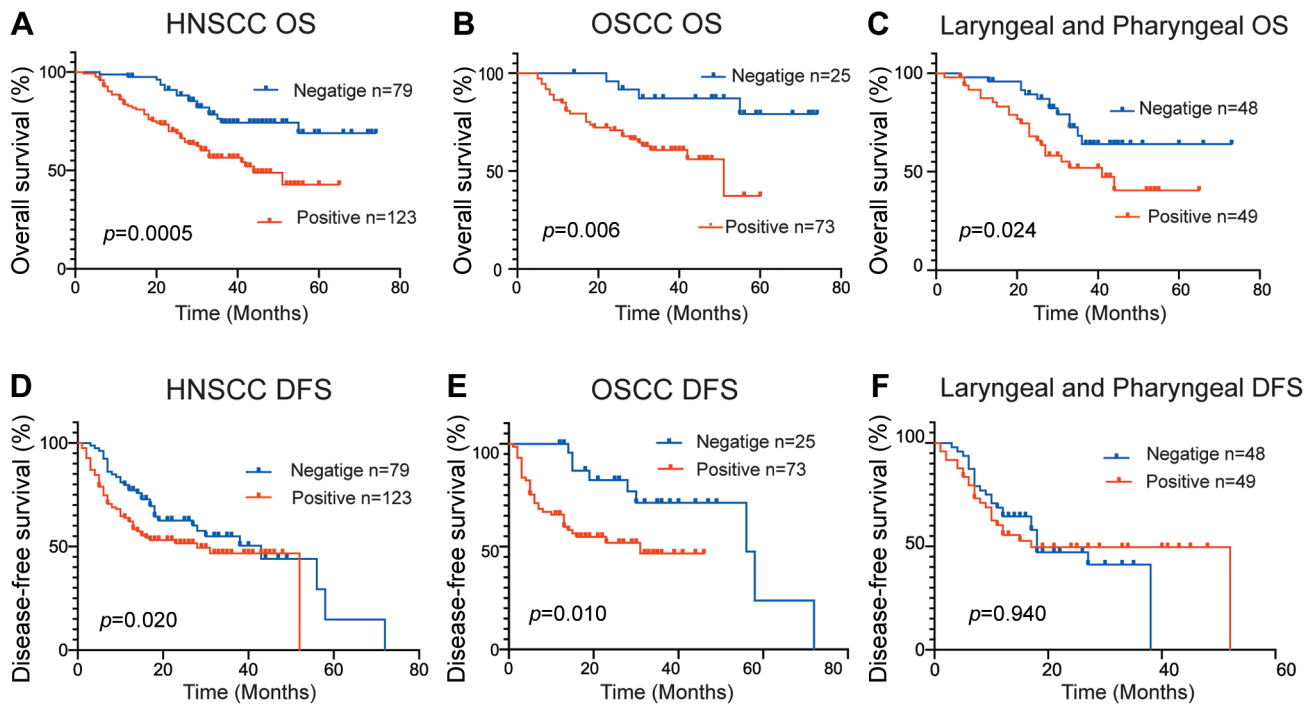 A HNSCC OS
Overall survival (%)
100
50
0
0 20 40 60 80
Time (Months)
Negatige n=79
Positive n=123
p=0.0005
B OSCC OS
Overall survival (%)
100
50
0
0 20 40 60 80
Time (Months)
Negatige n=25
Positive n=73
p=0.006
C Laryngeal and Pharyngeal OS
Overall survival (%)
100
50
0
0 20 40 60 80
Time (Months)
Negatige n=48
Positive n=49
p=0.024
D HNSCC DFS
Disease-free survival (%)
100
50
0
0 20 40 60 80
Time (Months)
Negatige n=79
Positive n=123
p=0.020
E OSCC DFS
Disease-free survival (%)
100
50
0
0 20 40 60 80
Time (Months)
Negatige n=25
Positive n=73
p=0.010
F Laryngeal and Pharyngeal DFS
Disease-free survival (%)
100
50
0
0 20 40 60
Time (Months)
Negatige n=48
Positive n=49
p=0.940